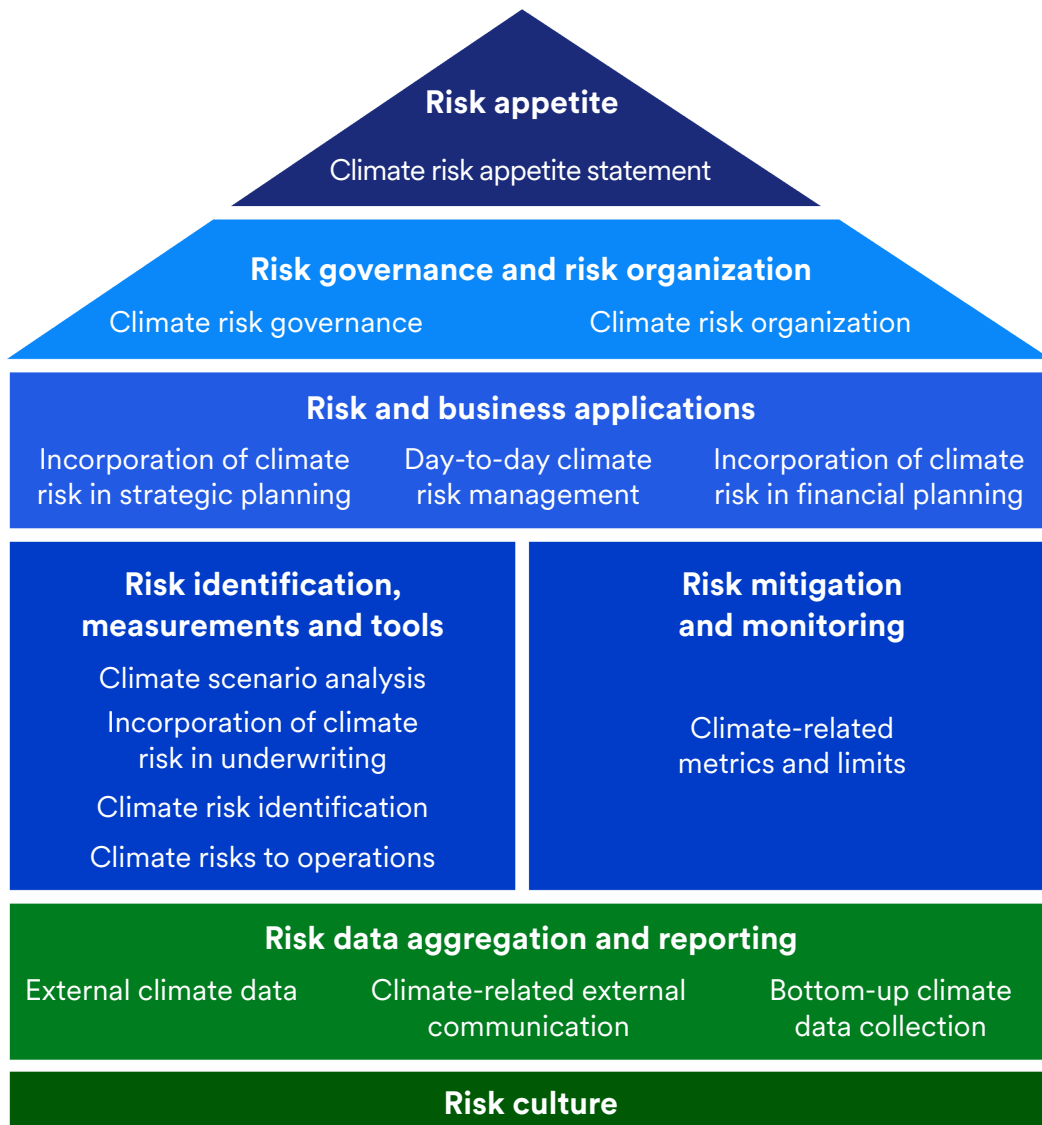 Risk appetite
Climate risk appetite statement
Risk governance and risk organization
Climate risk governance
Climate risk organization
Risk and business applications
Incorporation of climate
risk in strategic planning
Day-to-day climate
risk management
Incorporation of climate
risk in financial planning
Risk identification,
measurements and tools
Climate scenario analysis
Incorporation of climate
risk in underwriting
Climate risk identification
Climate risks to operations
Risk mitigation
and monitoring
Climate-related
metrics and limits
Risk data aggregation and reporting
External climate data
Climate-related external
communication
Bottom-up climate
data collection
Risk culture